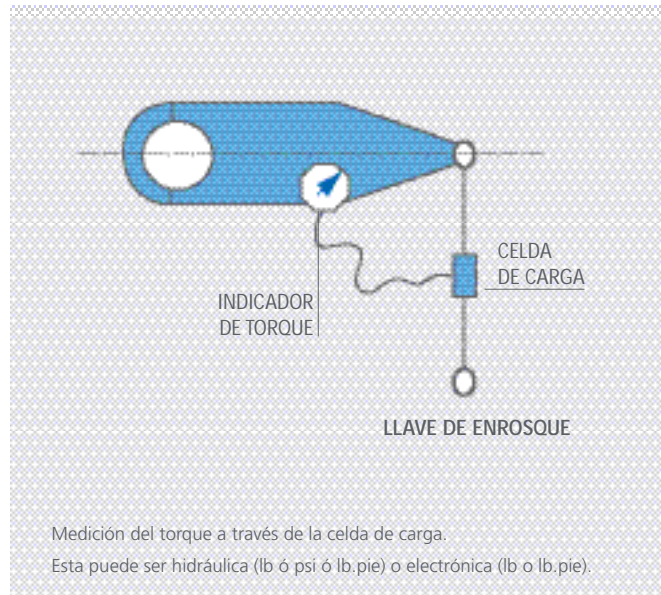 CELDA
DE CARGA
INDICADOR
DE TORQUE
LLAVE DE ENROSQUE
Medición del torque a través de la celda de carga.
Esta puede ser hidráulica (lb ó psi ó lb.pie) o electrónica (lb o lb.pie).